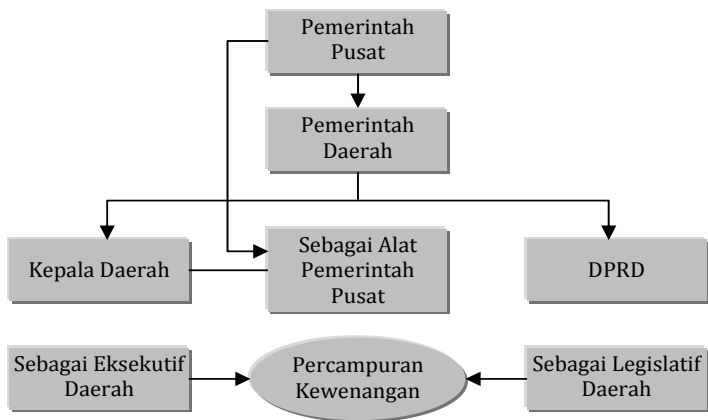 Pemerintah
Pusat
Pemerintah
Daerah
Kepala Daerah
Sebagai Alat
Pemerintah
Pusat
DPRD
Sebagai Eksekutif
Daerah
Percampuran
Kewenangan
Sebagai Legislatif
Daerah